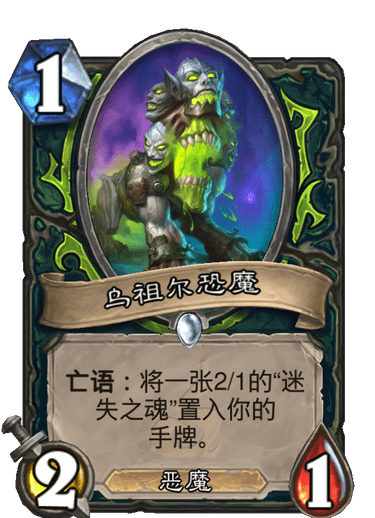 1
乌祖尔恐魔
亡语：将一张2/1的“迷
失之魂”置入你的
手牌。
2
恶魔
1